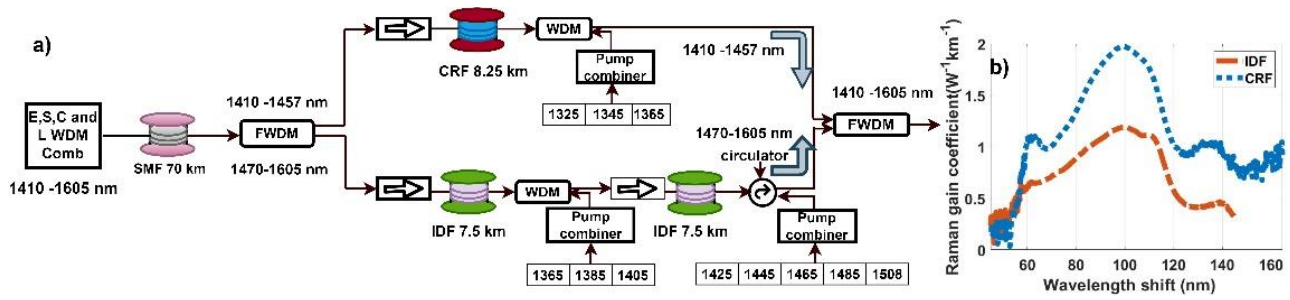 a)
E,S,C and
L WDM
Comb
1410 -1605 nm
SMF 70 km
1410 -1457 nm
FWDM
1470-1605 nm
CRF 8.25 km
WDM
Pump
combiner
1325 1345 1365
1410 -1457 nm
IDF 7.5 km
WDM
Pump
combiner
1365 1385 1405
IDF 7.5 km
1470-1605 nm
circulator
Pump
combiner
1425 1445 1465 1485 1508
1410 -1605 nm
FWDM
b)
IDF
CRF
Raman gain coefficient(W-1km-1)
2
1.5
1
0.5
0
60 80 100 120 140 160
Wavelength shift (nm)